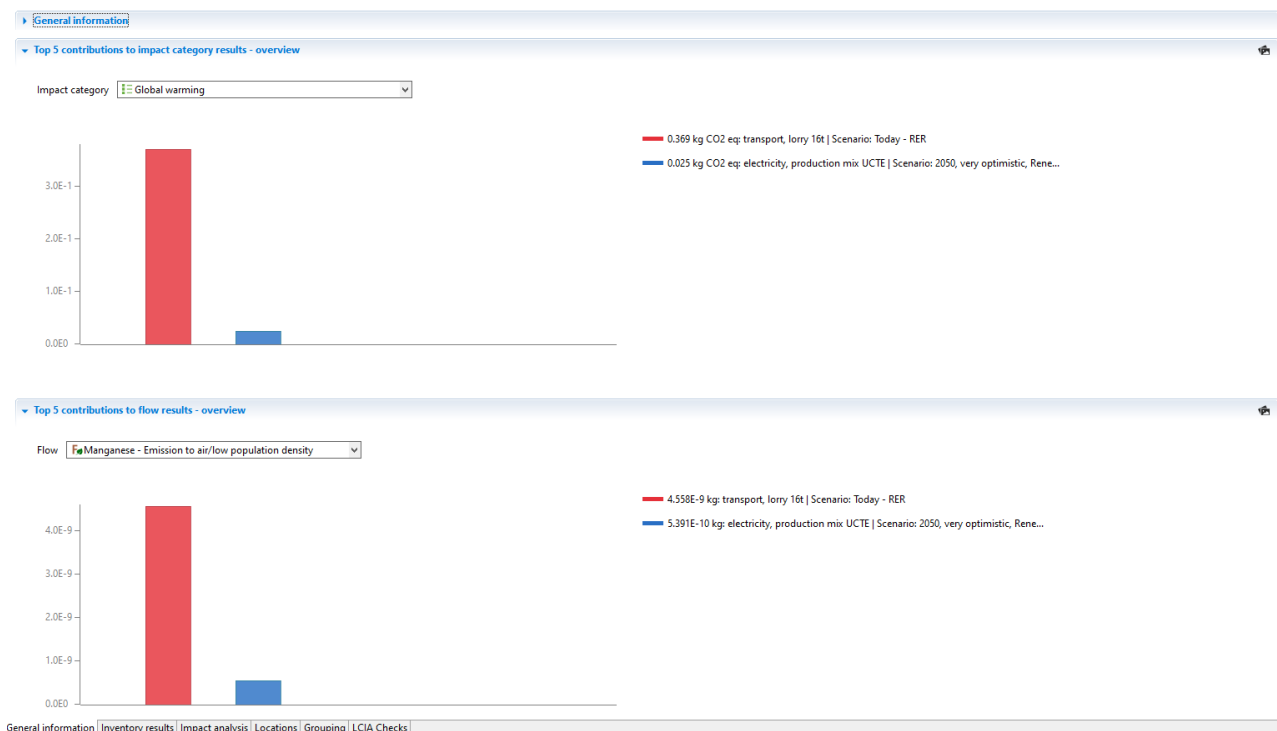 General information
Top 5 contributions to impact category results - overview
Impact category
Global warming
0.369 kg CO2 eq: transport, lorry 16t | Scenario: Today - RER
0.025 kg CO2 eq: electricity, production mix UCTE | Scenario: 2050, very optimistic, Rene...
3.0E-1
2.0E-1
1.0E-1
0.0E0
Top 5 contributions to flow results - overview
Flow
Manganese - Emission to air/low population density
4.558E-9 kg: transport, lorry 16t | Scenario: Today - RER
5.391E-10 kg: electricity, production mix UCTE | Scenario: 2050, very optimistic, Rene...
4.0E-9
3.0E-9
2.0E-9
1.0E-9
0.0E0
General information Inventory results Impact analysis Locations Grouping LCIA Checks